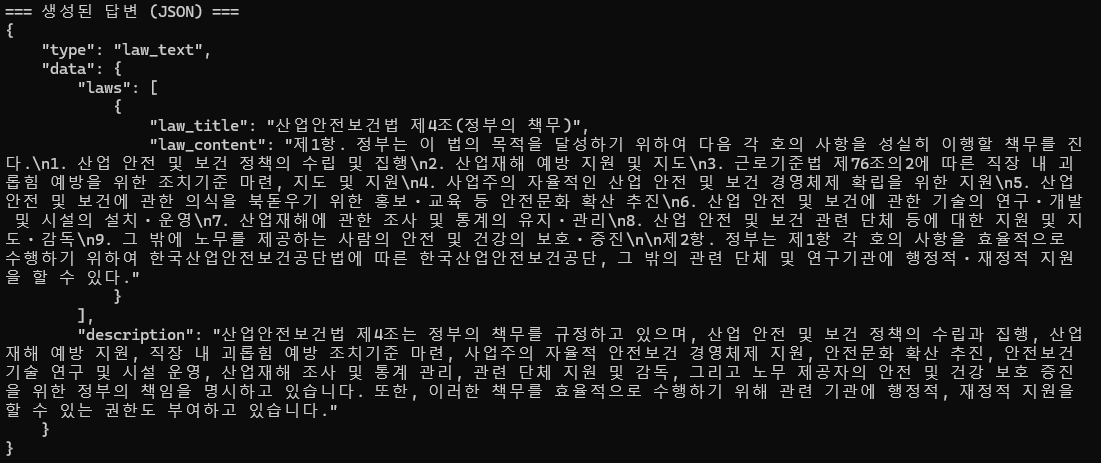 === 생성된 답변 (JSON) ===
{
    "type": "law_text",
    "data": {
        "laws": [
            {
                "law_title": "산업안전보건법 제4조(정부의 책무)",
                "law_content": "제1항. 정부는 이 법의 목적을 달성하기 위하여 다음 각 호의 사항을 성실히 이행할 책무를 진
다.\n1. 산업 안전 및 보건 정책의 수립 및 집행\n2. 산업재해 예방 지원 및 지도\n3. 근로기준법 제76조의2에 따른 직장 내 괴
롭힘 예방을 위한 조치기준 마련, 지도 및 지원\n4. 사업주의 자율적인 산업 안전 및 보건 경영체제 확립을 위한 지원\n5. 산업
안전 및 보건에 관한 의식을 북돋우기 위한 홍보·교육 등 안전문화 확산 추진\n6. 산업 안전 및 보건에 관한 기술의 연구·개발
 및 시설의 설치·운영\n7. 산업재해에 관한 조사 및 통계의 유지·관리\n8. 산업 안전 및 보건 관련 단체 등에 대한 지원 및 지
도·감독\n9. 그 밖에 노무를 제공하는 사람의 안전 및 건강의 보호·증진\n\n제2항. 정부는 제1항 각 호의 사항을 효율적으로
수행하기 위하여 한국산업안전보건공단법에 따른 한국산업안전보건공단, 그 밖의 관련 단체 및 연구기관에 행정적·재정적 지원
을 할 수 있다."
            }
        ],
        "description": "산업안전보건법 제4조는 정부의 책무를 규정하고 있으며, 산업 안전 및 보건 정책의 수립과 집행, 산업
재해 예방 지원, 직장 내 괴롭힘 예방 조치기준 마련, 사업주의 자율적 안전보건 경영체제 지원, 안전문화 확산 추진, 안전보건
기술 연구 및 시설 운영, 산업재해 조사 및 통계 관리, 관련 단체 지원 및 감독, 그리고 노무 제공자의 안전 및 건강 보호 증진
을 위한 정부의 책임을 명시하고 있습니다. 또한, 이러한 책무를 효율적으로 수행하기 위해 관련 기관에 행정적, 재정적 지원을
할 수 있는 권한도 부여하고 있습니다."
    }
}